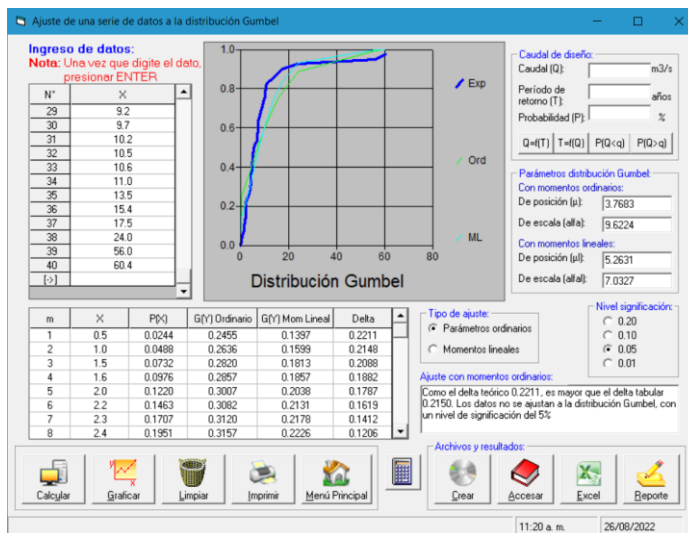 Ajuste de una serie de datos a la distribución Gumbel
Ingreso de datos:
Nota: Una vez que digite el dato,
presionar ENTER
N° X
29 9.2
30 9.7
31 10.2
32 10.5
33 10.6
34 11.0
35 13.5
36 15.4
37 17.5
38 24.0
39 56.0
40 60.4
[->]
1.0
0.8
0.6
0.4
0.2
0.0
0 20 40 60 80
Exp
Ord
ML
Distribución Gumbel
Caudal de diseño:
Caudal (Q): m3/s
Período de
retorno (T): años
Probabilidad (P): %
Q=f(T) T=f(Q) P(Q<q) P(Q>q)
Parámetros distribución Gumbel:
Con momentos ordinarios:
De posición (µ): 3.7683
De escala (alfa): 9.6224
Con momentos lineales:
De posición (µl): 5.2631
De escala (alfal): 7.0327
m X P(X) G(Y) Ordinario G(Y) Mom Lineal Delta
1 0.5 0.0244 0.2455 0.1397 0.2211
2 1.0 0.0488 0.2636 0.1599 0.2148
3 1.5 0.0732 0.2820 0.1813 0.2088
4 1.6 0.0976 0.2857 0.1857 0.1882
5 2.0 0.1220 0.3007 0.2038 0.1787
6 2.2 0.1463 0.3082 0.2131 0.1619
7 2.3 0.1707 0.3120 0.2178 0.1412
8 2.4 0.1951 0.3157 0.2226 0.1206
Tipo de ajuste:
Parámetros ordinarios
Momentos lineales
Nivel significación:
0.20
0.10
0.05
0.01
Ajuste con momentos ordinarios:
Como el delta teórico 0.2211, es mayor que el delta tabular
0.2150. Los datos no se ajustan a la distribución Gumbel, con
un nivel de significación del 5%
Calcular Graficar Limpiar Imprimir Menú Principal
Archivos y resultados:
Crear Accesar Excel Reporte
11:20 a. m. 26/08/2022